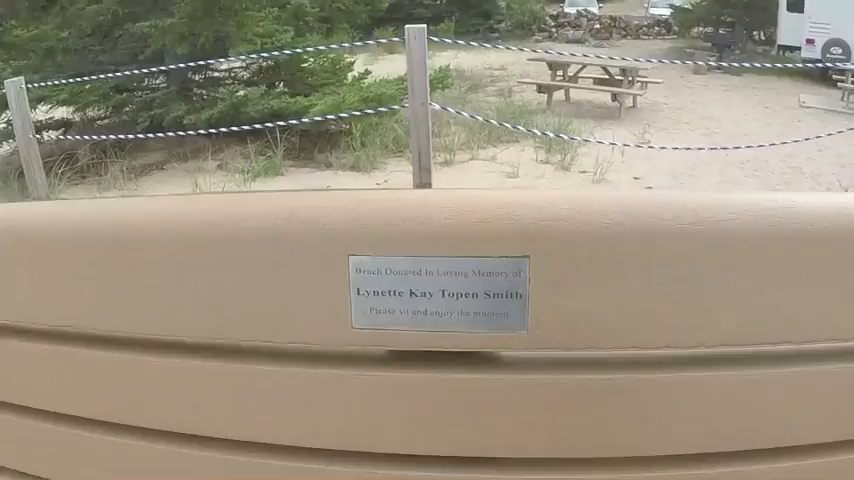 Bench Donated In Loving Memory of
Lynette Kay Topen Smith
Please sit and enjoy the moment